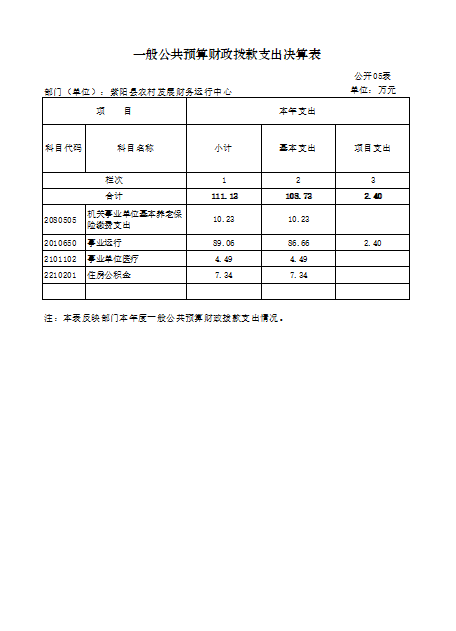 一般公共预算财政拨款支出决算表
公开05表
部门（单位）：紫阳县农村发展财务运行中心 单位：万元
项 目 本年支出
科目代码 科目名称 小计 基本支出 项目支出
栏次 1 2 3
合计 111.13 108.73 2.40
2080505 机关事业单位基本养老保险缴费支出 10.23 10.23
2010650 事业运行 89.06 86.66 2.40
2101102 事业单位医疗 4.49 4.49
2210201 住房公积金 7.34 7.34
注：本表反映部门本年度一般公共预算财政拨款支出情况。